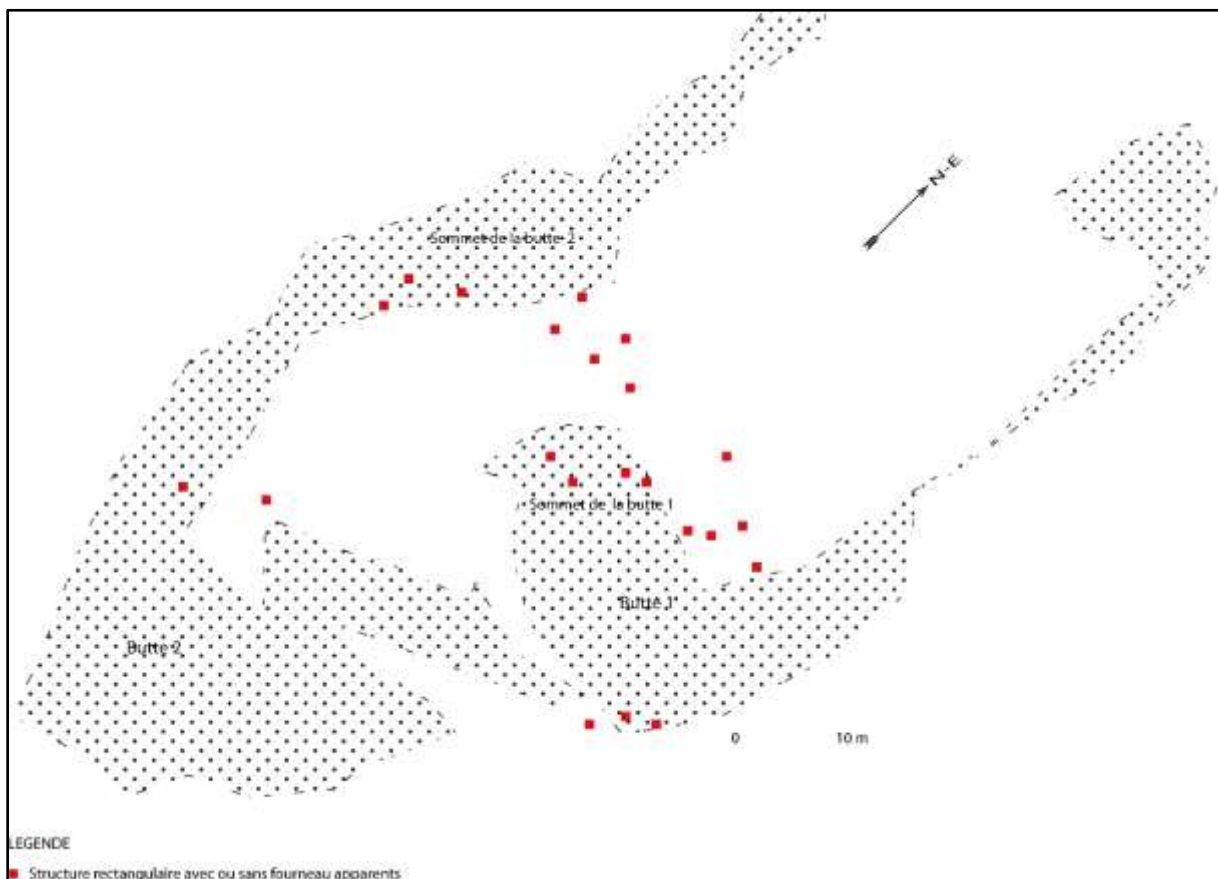 N-E
Sommet de la butte 2
Sommet de la butte 1
Butte 1
Butte 2
0 10 m
LEGENDE
Structure rectangulaire avec ou sans fourneau apparents